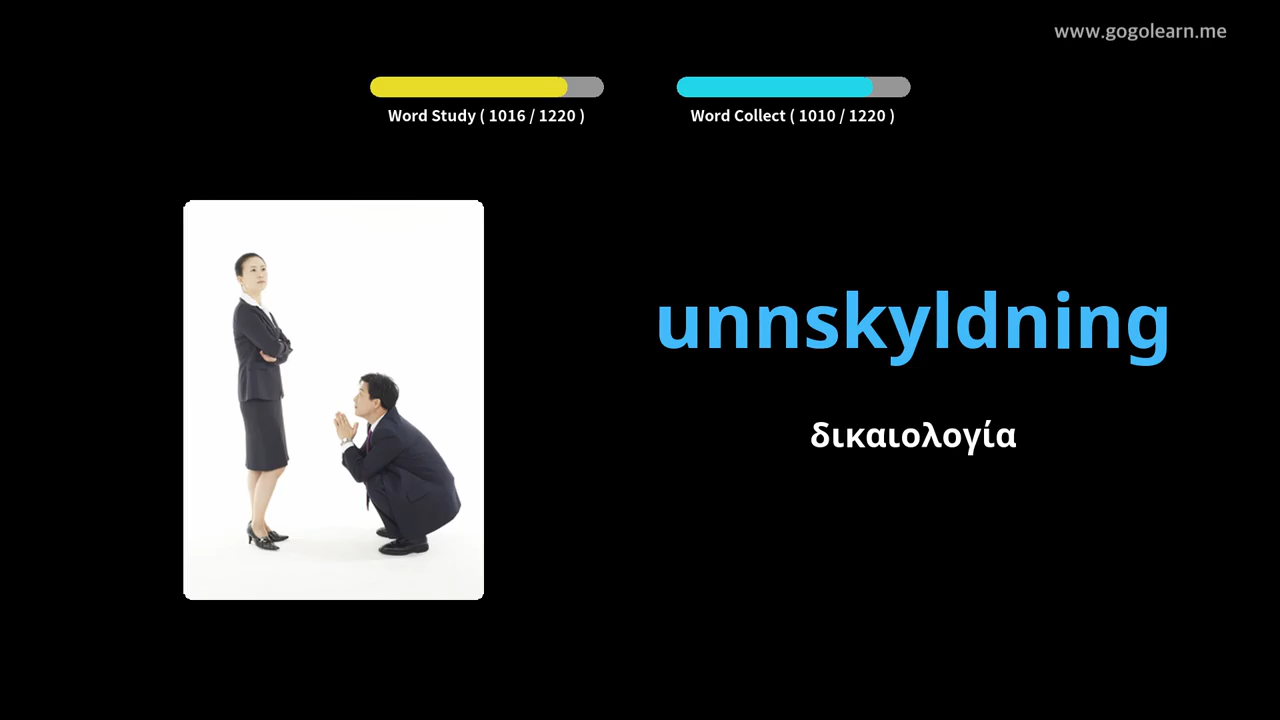 www.gogolearn.me
Word Study ( 1016 / 1220 )
Word Collect ( 1010 / 1220 )
unnskyldning
δικαιολογία